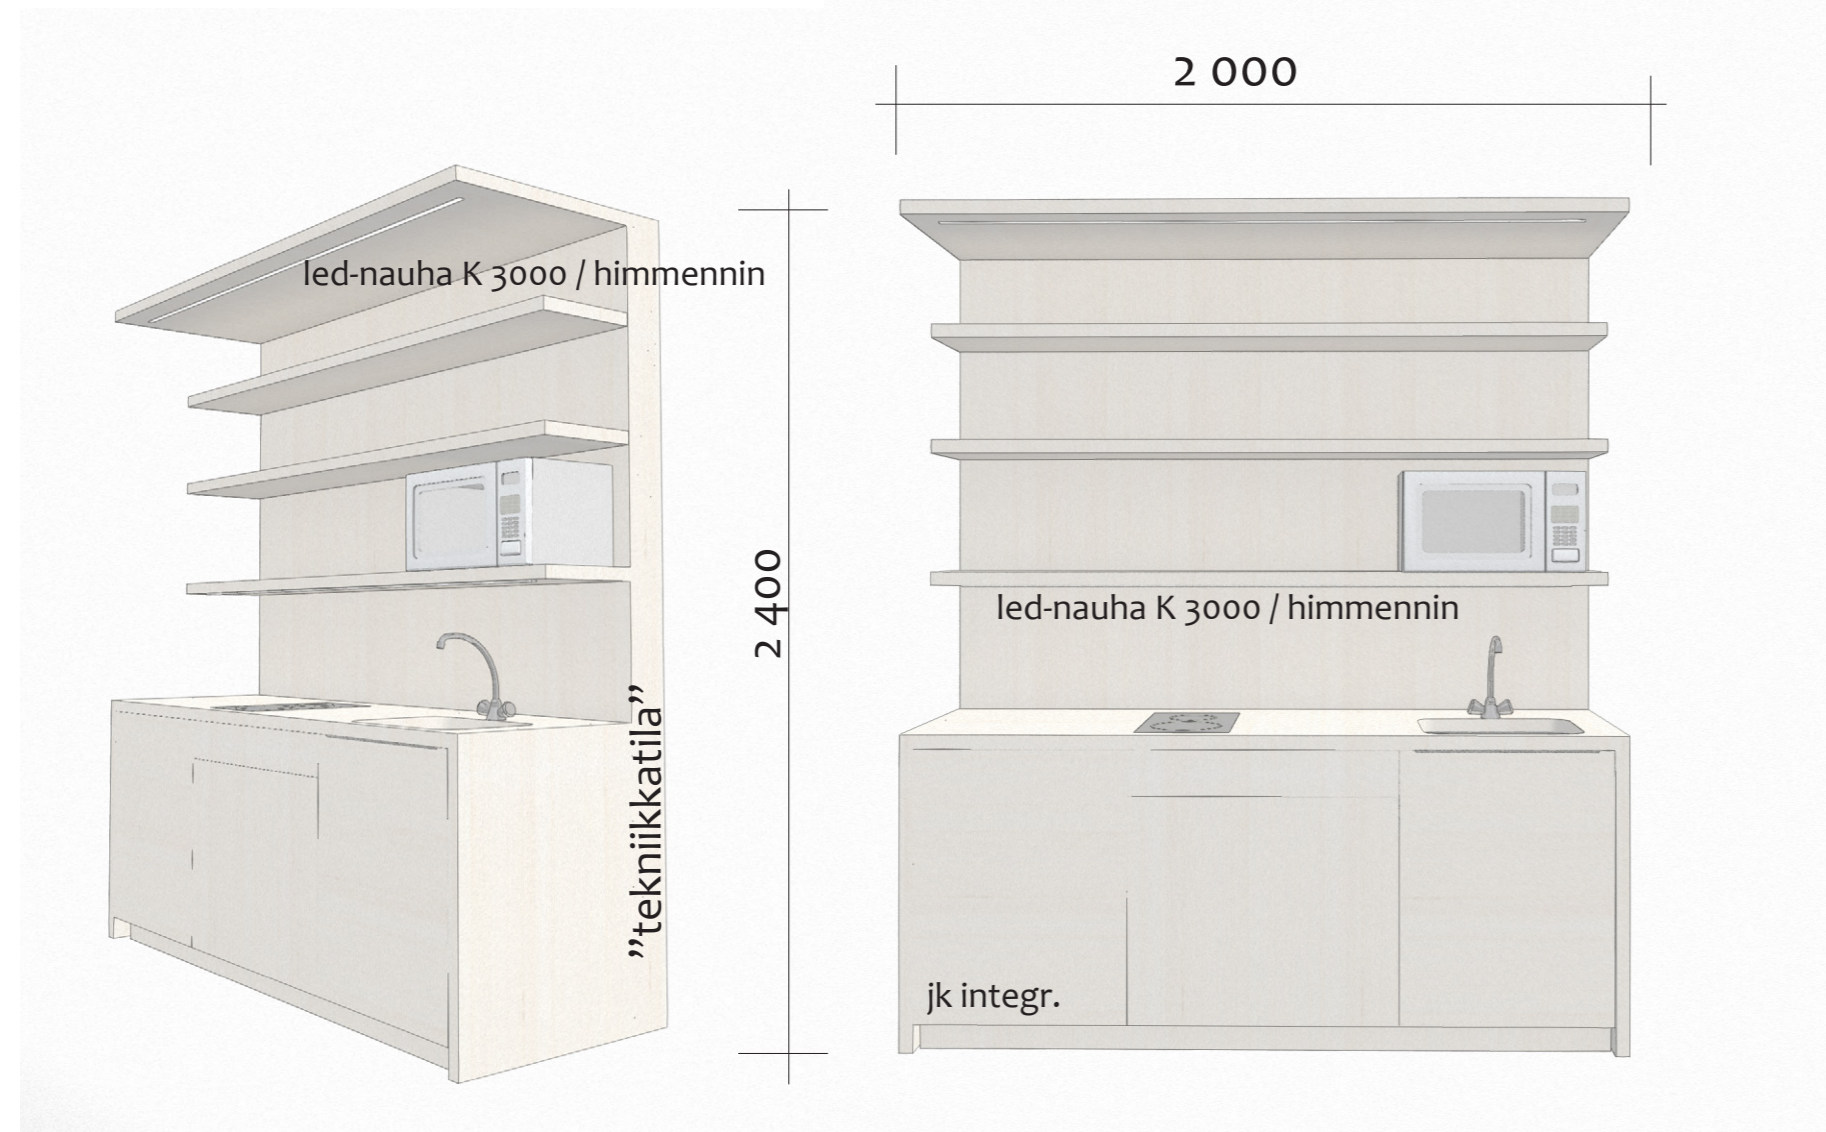 2 000
led-nauha K 3000 / himmennin
2 400
led-nauha K 3000 / himmennin
”tekniikkatila”
jk integr.